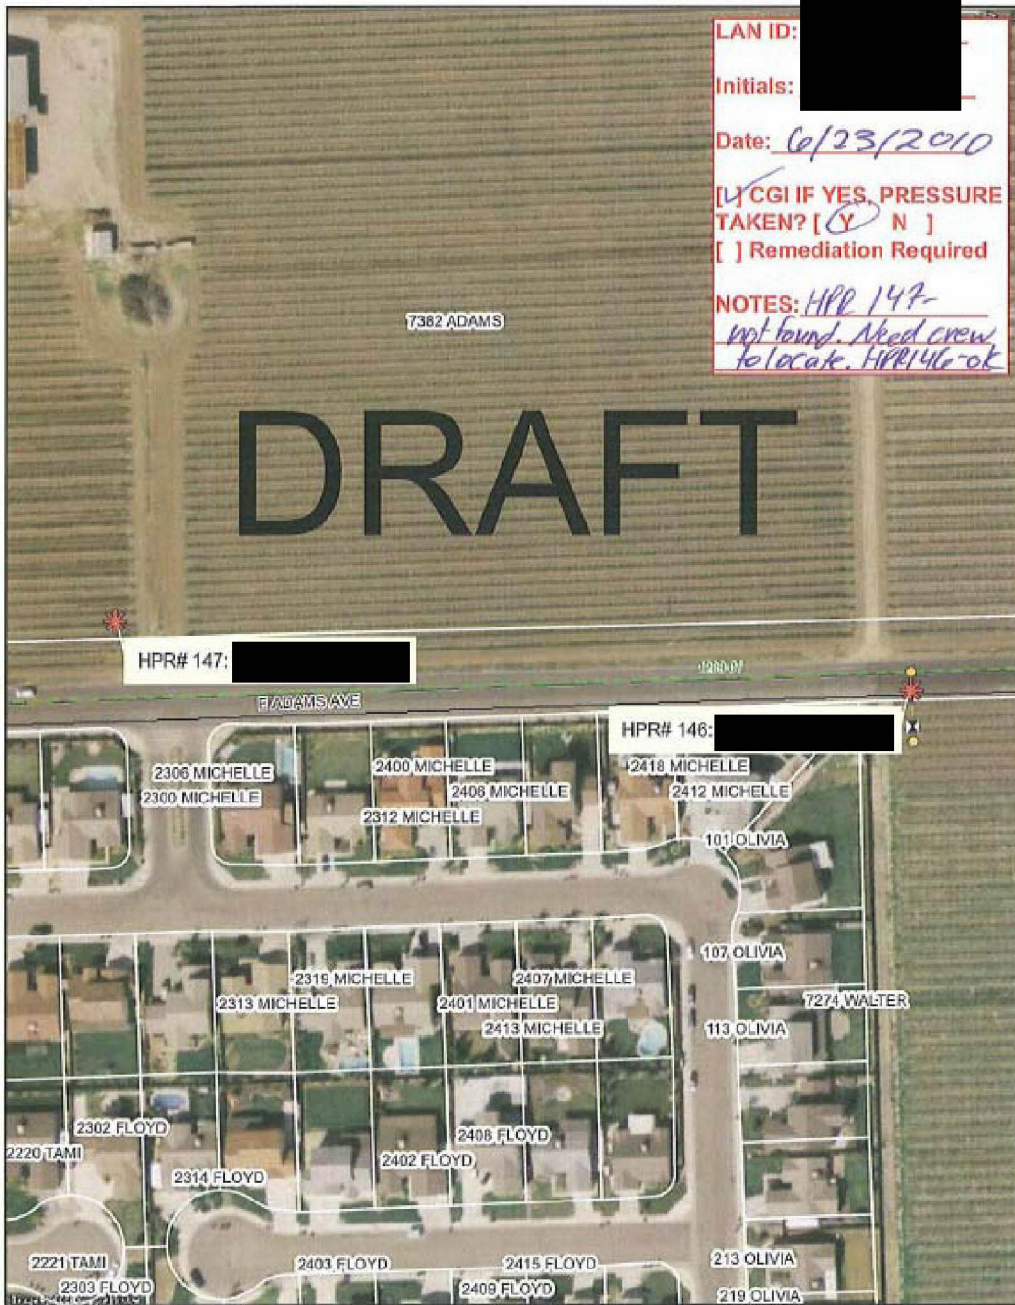 LAN ID:
Initials:
Date: 6/23/2010
[✓] CGI IF YES, PRESSURE
TAKEN? [ Y N ]
[ ] Remediation Required
NOTES: HPR 147-
not found. Need crew
to locate. HPR146-ok
7382 ADAMS
DRAFT
HPR# 147:
E ADAMS AVE
HPR# 146:
2306 MICHELLE
2400 MICHELLE
2418 MICHELLE
2300 MICHELLE
2406 MICHELLE
2412 MICHELLE
2312 MICHELLE
101 OLIVIA
107 OLIVIA
2319 MICHELLE
2407 MICHELLE
2313 MICHELLE
2401 MICHELLE
7274 WALTER
2413 MICHELLE
113 OLIVIA
2302 FLOYD
2408 FLOYD
2220 TAMI
2402 FLOYD
2314 FLOYD
2221 TAMI
2403 FLOYD
2415 FLOYD
213 OLIVIA
2303 FLOYD
2409 FLOYD
219 OLIVIA